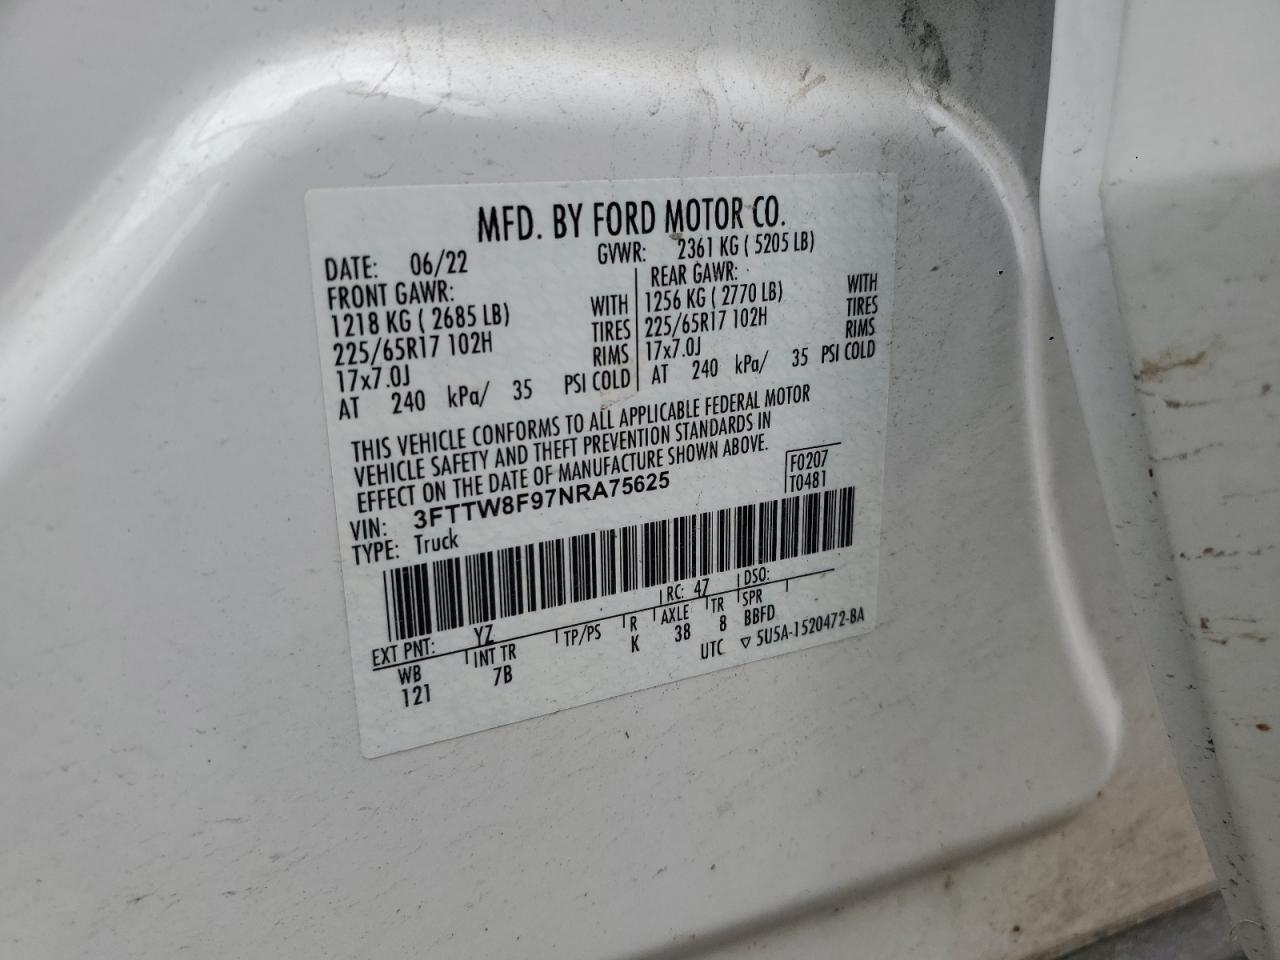 MFD. BY FORD MOTOR CO.
DATE: 06/22 GVWR: 2361 KG ( 5205 LB)
FRONT GAWR:
1218 KG ( 2685 LB) WITH
225/65R17 102H TIRES
17x7.0J RIMS
AT 240 kPa/ 35 PSI COLD
REAR GAWR:
1256 KG ( 2770 LB) WITH
225/65R17 102H TIRES
17x7.0J RIMS
AT 240 kPa/ 35 PSI COLD
THIS VEHICLE CONFORMS TO ALL APPLICABLE FEDERAL MOTOR
VEHICLE SAFETY AND THEFT PREVENTION STANDARDS IN
EFFECT ON THE DATE OF MANUFACTURE SHOWN ABOVE.
VIN: 3FTTW8F97NRA75625
TYPE: Truck
F0207
T0481
EXT PNT: YZ RC: 47 DSO:
WB INT TR TP/PS R AXLE TR SPR
121 7B K 38 8 BBFD
UTC ▽ 5U5A-1520472-BA